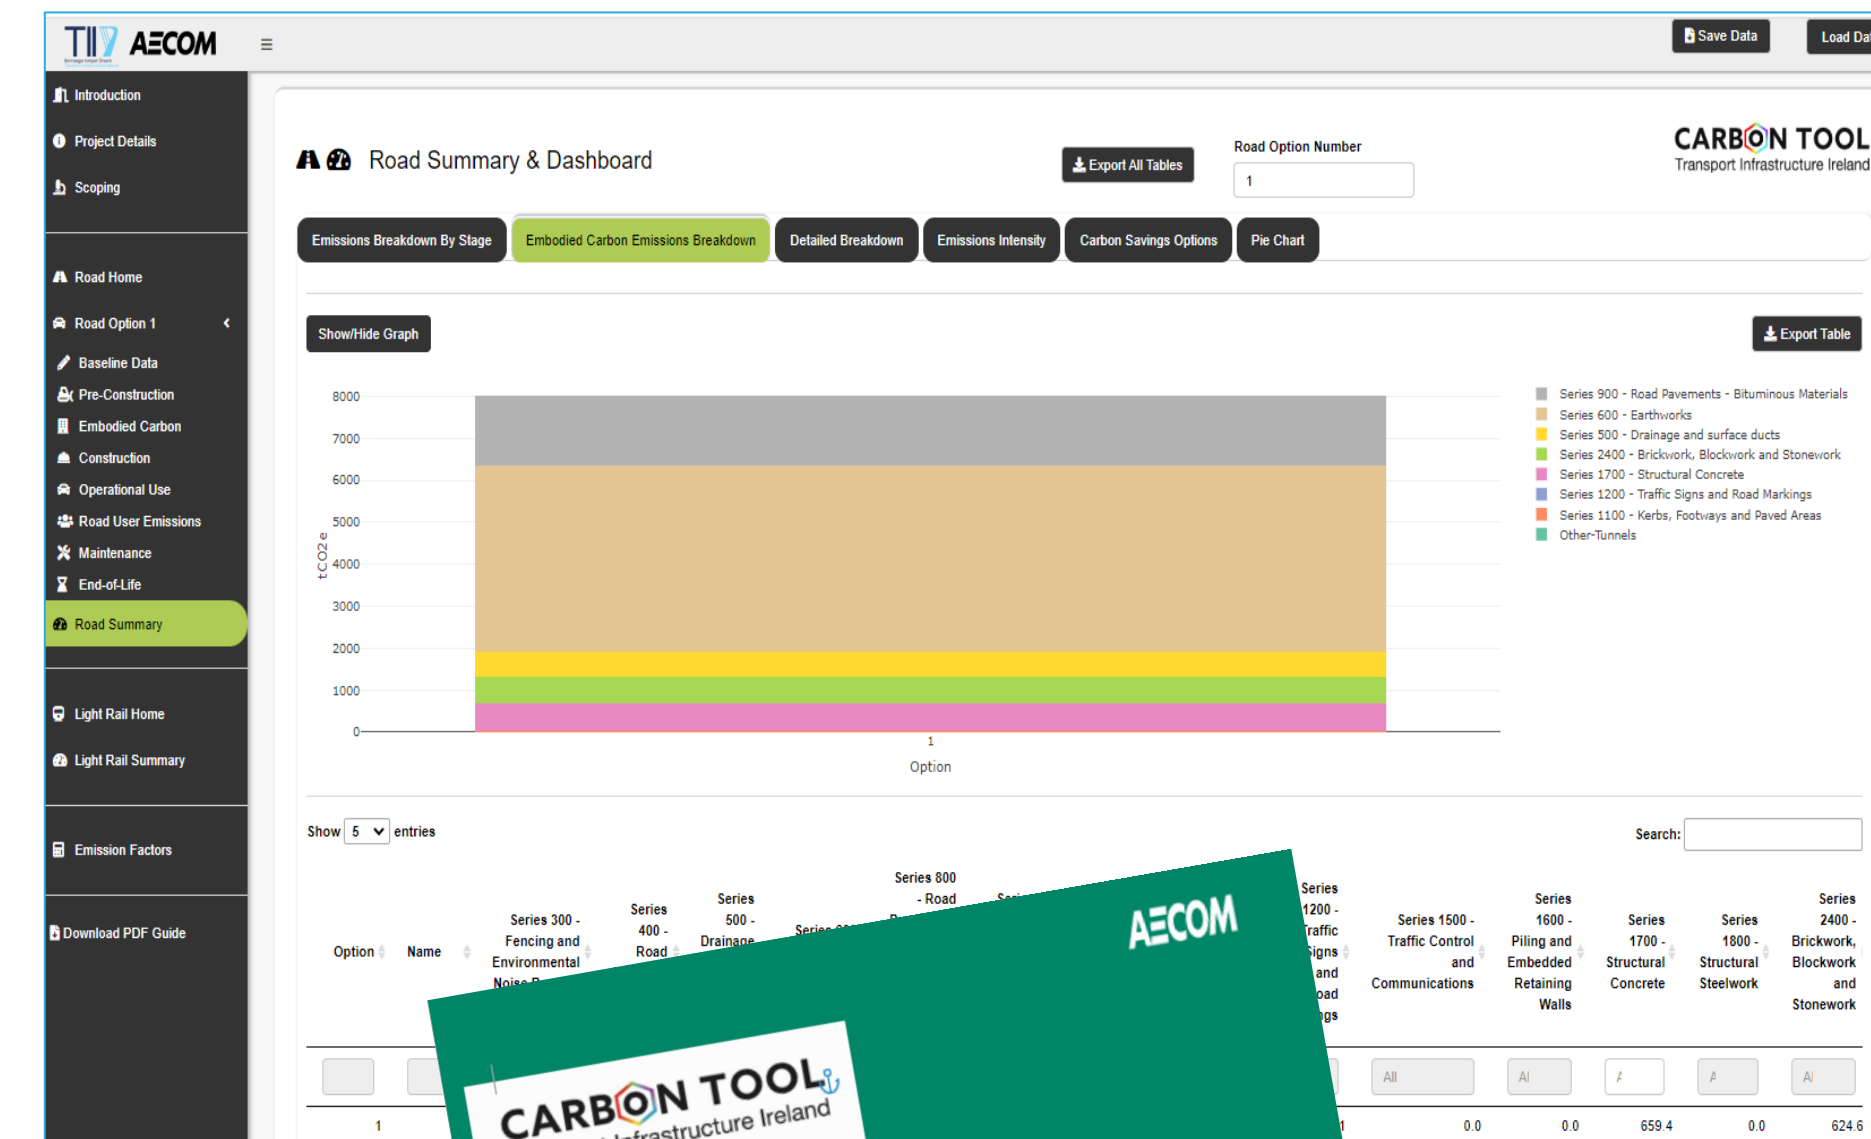 TII AECOM
Save Data
Load Da
Introduction
Project Details
Scoping
Road Home
Road Option 1
Baseline Data
Pre-Construction
Embodied Carbon
Construction
Operational Use
Road User Emissions
Maintenance
End-of-Life
Road Summary
Light Rail Home
Light Rail Summary
Emission Factors
Download PDF Guide
Road Summary & Dashboard
Export All Tables
Road Option Number
1
CARBON TOOL
Transport Infrastructure Ireland
Emissions Breakdown By Stage
Embodied Carbon Emissions Breakdown
Detailed Breakdown
Emissions Intensity
Carbon Savings Options
Pie Chart
Show/Hide Graph
Export Table
8000
7000
6000
5000
4000
3000
2000
1000
0
tCO2e
1
Option
Series 900 - Road Pavements - Bituminous Materials
Series 600 - Earthworks
Series 500 - Drainage and surface ducts
Series 2400 - Brickwork, Blockwork and Stonework
Series 1700 - Structural Concrete
Series 1200 - Traffic Signs and Road Markings
Series 1100 - Kerbs, Footways and Paved Areas
Other-Tunnels
Show 5 entries
Search:
Option
Name
Series 300 -
Fencing and
Environmental
Series
400 -
Road
Series
500 -
Drainage
Series 800
- Road
Series
1200 -
Traffic
Signs
and
Series 1500 -
Traffic Control
and
Communications
Series
1600 -
Piling and
Embedded
Retaining
Walls
Series
1700 -
Structural
Concrete
Series
1800 -
Structural
Steelwork
Series
2400 -
Brickwork,
Blockwork
and
Stonework
All
Al
Al
1
0.0
0.0
659.4
0.0
624.6
AECOM
CARBON TOOL
Infrastructure Ireland